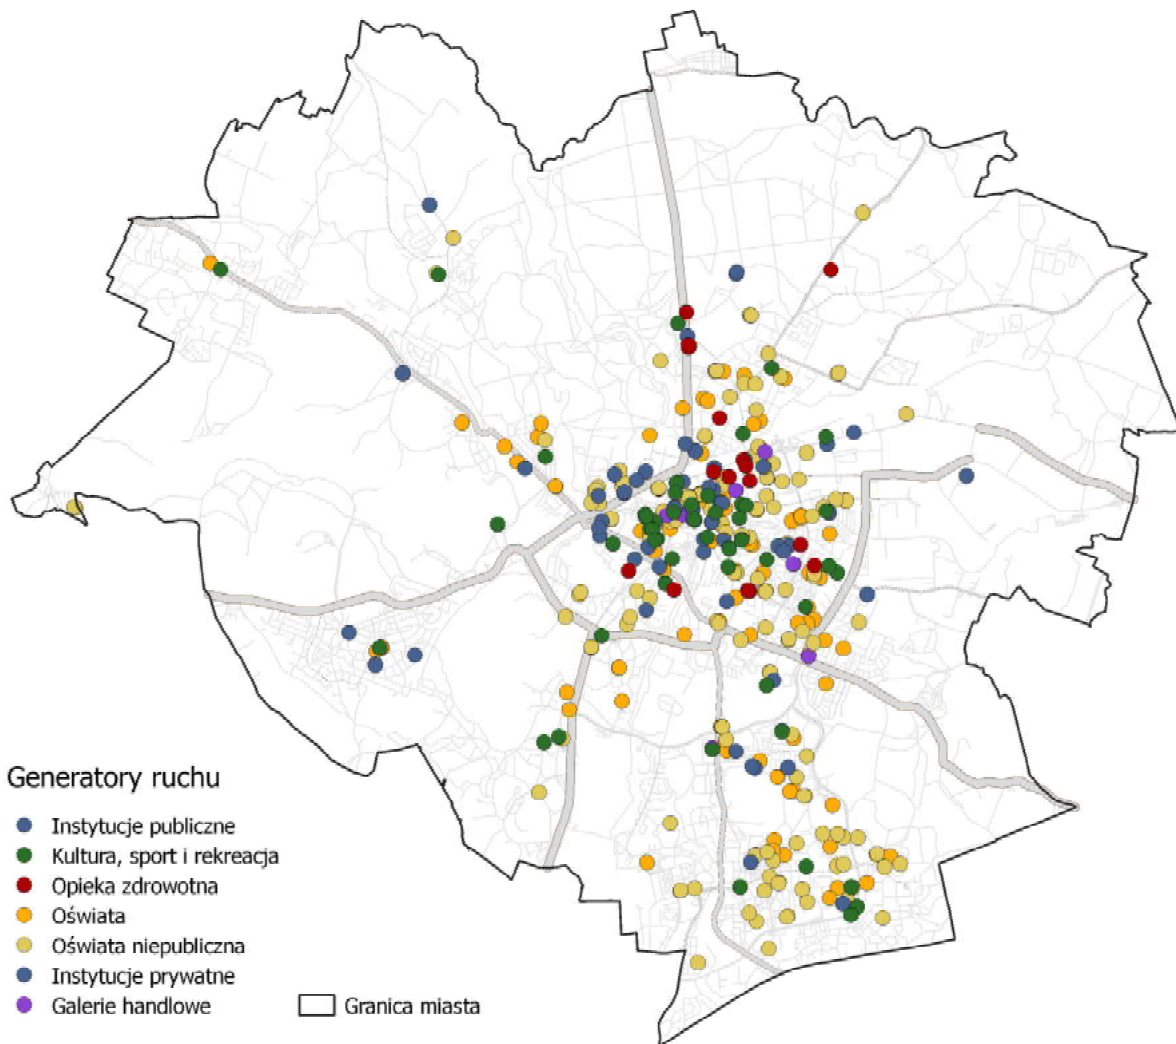 Generatory ruchu
Instytucje publiczne
Kultura, sport i rekreacja
Opieka zdrowotna
Oświata
Oświata niepubliczna
Instytucje prywatne
Galerie handlowe
Granica miasta